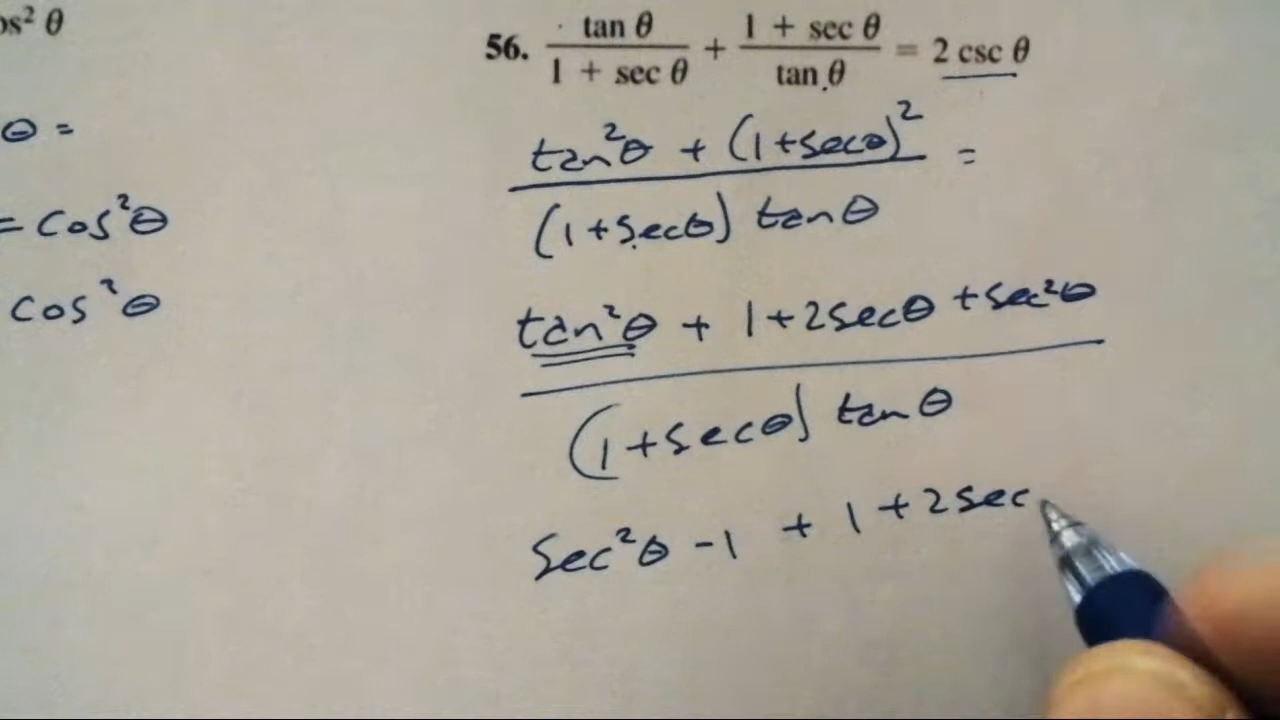 os² θ
θ =
= cos²θ
cos²θ
56. tan θ / 1 + sec θ + 1 + sec θ / tan θ = 2 csc θ
tan²θ + (1+secθ)² =
(1+secθ) tanθ
tan²θ + 1+2secθ +sec²θ
(1+secθ) tanθ
sec²θ -1 + 1 +2sec